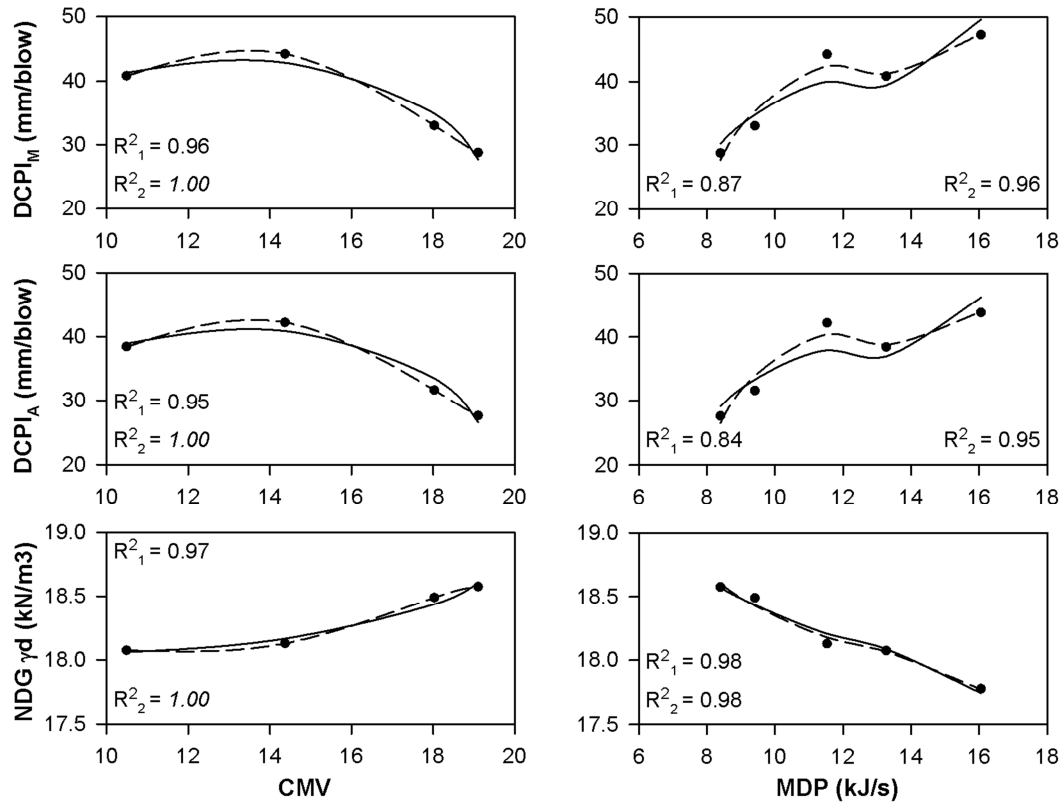 DCPI_M (mm/blow)
50
40
30
20
R²₁ = 0.96
R²₂ = 1.00
10 12 14 16 18 20
R²₁ = 0.87
R²₂ = 0.96
50
40
30
20
6 8 10 12 14 16 18
DCPI_A (mm/blow)
50
40
30
20
R²₁ = 0.95
R²₂ = 1.00
10 12 14 16 18 20
R²₁ = 0.84
R²₂ = 0.95
50
40
30
20
6 8 10 12 14 16 18
NDG γd (kN/m3)
19.0
18.5
18.0
17.5
R²₁ = 0.97
R²₂ = 1.00
10 12 14 16 18 20
CMV
19.0
18.5
18.0
17.5
R²₁ = 0.98
R²₂ = 0.98
6 8 10 12 14 16 18
MDP (kJ/s)